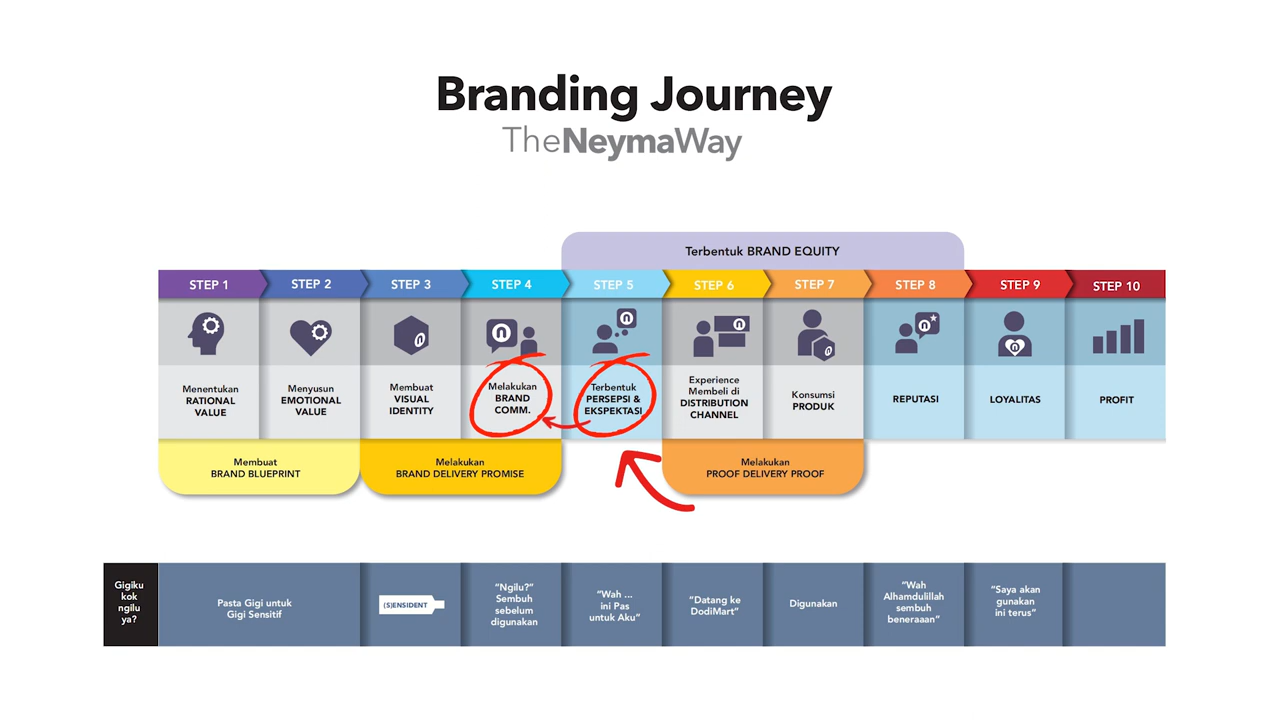 Branding Journey
TheNeymaWay
Terbentuk BRAND EQUITY
STEP 1
STEP 2
STEP 3
STEP 4
STEP 5
STEP 6
STEP 7
STEP 8
STEP 9
STEP 10
Menentukan
RATIONAL
VALUE
Menyusun
EMOTIONAL
VALUE
Membuat
VISUAL
IDENTITY
Melakukan
BRAND
COMM.
Terbentuk
PERSEPSI &
EKSPEKTASI
Experience
Membeli di
DISTRIBUTION
CHANNEL
Konsumsi
PRODUK
REPUTASI
LOYALITAS
PROFIT
Membuat
BRAND BLUEPRINT
Melakukan
BRAND DELIVERY PROMISE
Melakukan
PROOF DELIVERY PROOF
Gigiku
kok
ngilu
ya?
Pasta Gigi untuk
Gigi Sensitif
(S)ENSIDENT
“Ngilu?”
Sembuh
sebelum
digunakan
“Wah ...
ini Pas
untuk Aku”
“Datang ke
DodiMart”
Digunakan
“Wah
Alhamdulillah
sembuh
beneraaan”
“Saya akan
gunakan
ini terus”